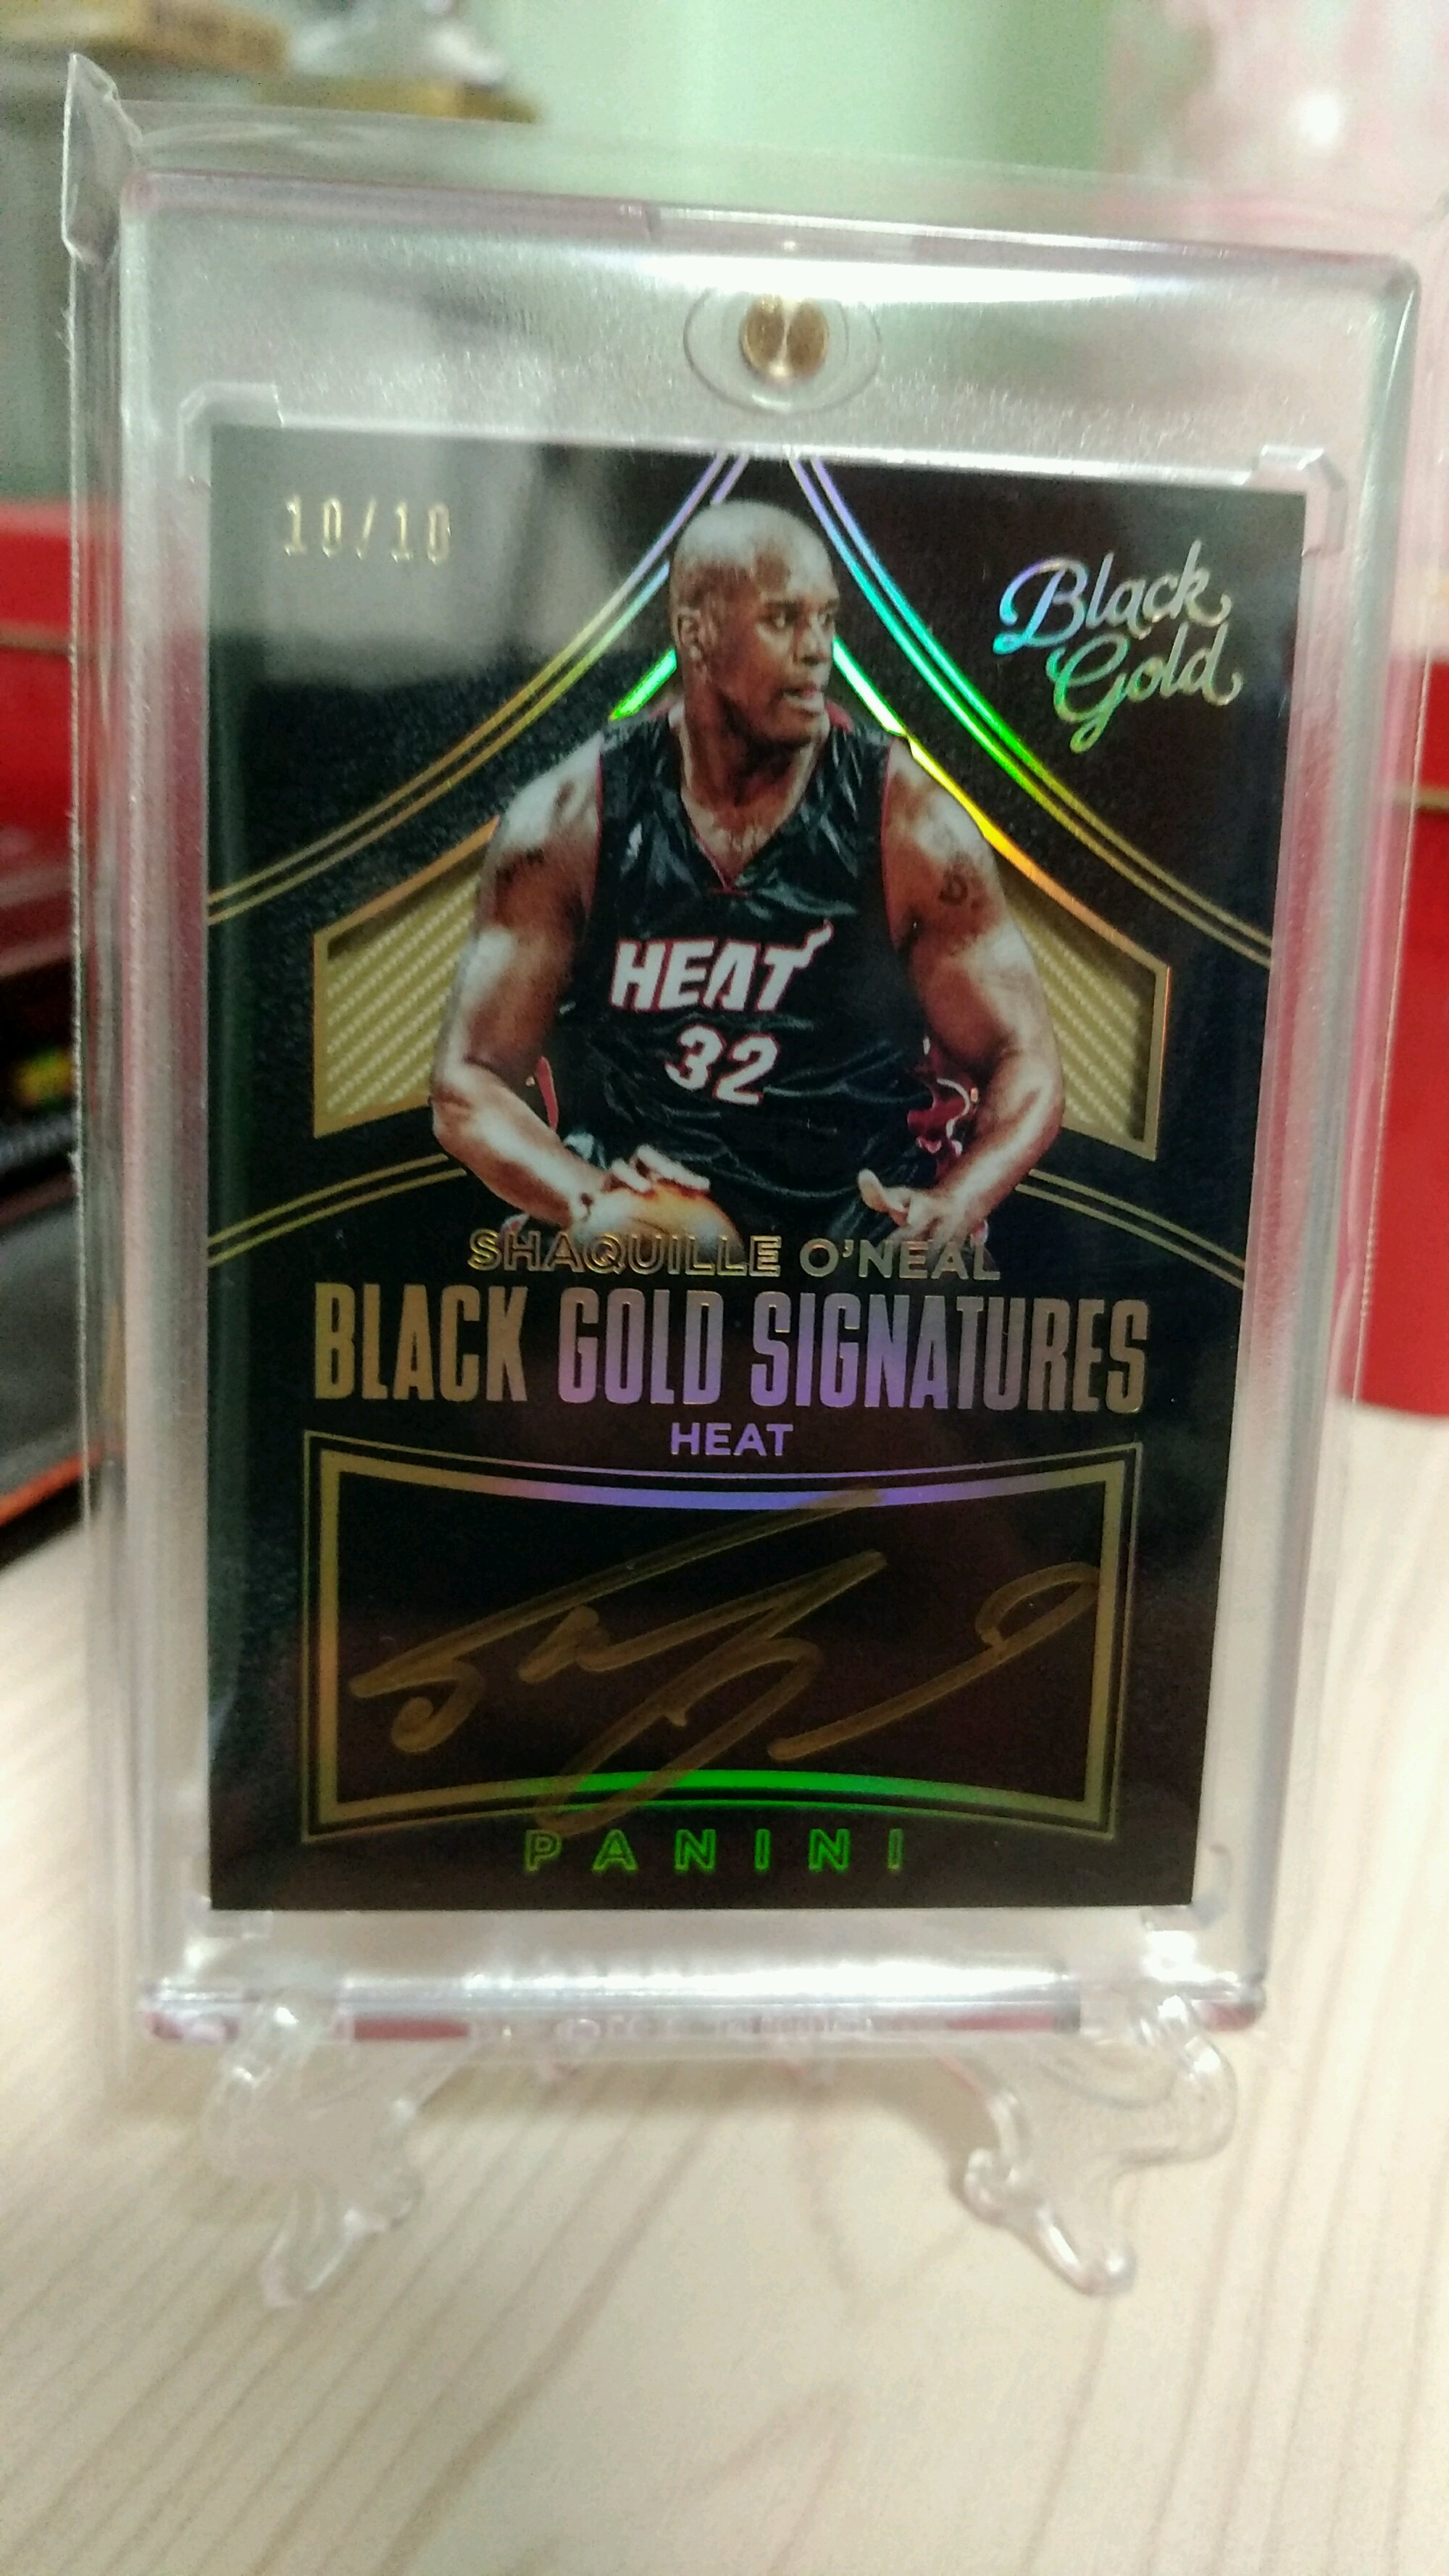 10/10
Black
Gold
HEAT
32
SHAQUILLE O'NEAL
BLACK GOLD SIGNATURES
HEAT
PANINI